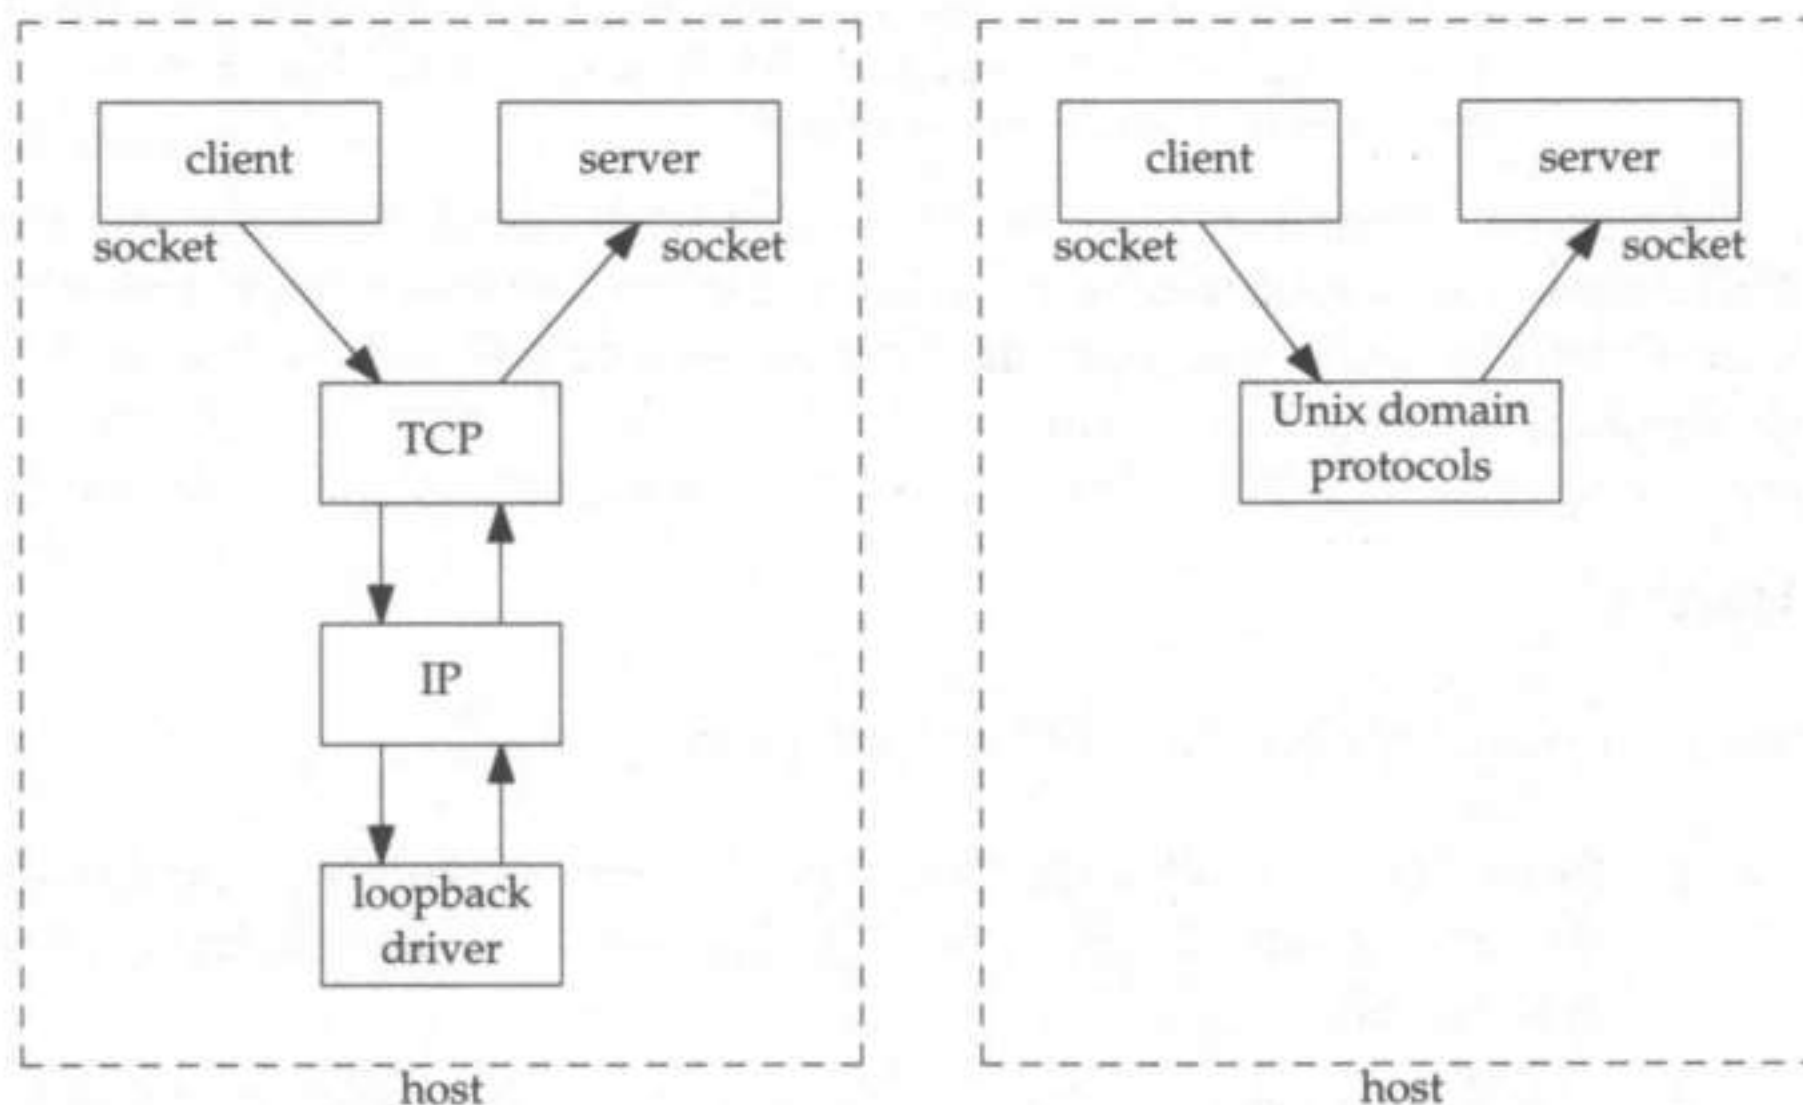 client
server
socket
socket
TCP
IP
loopback
driver
host
client
server
socket
socket
Unix domain
protocols
host